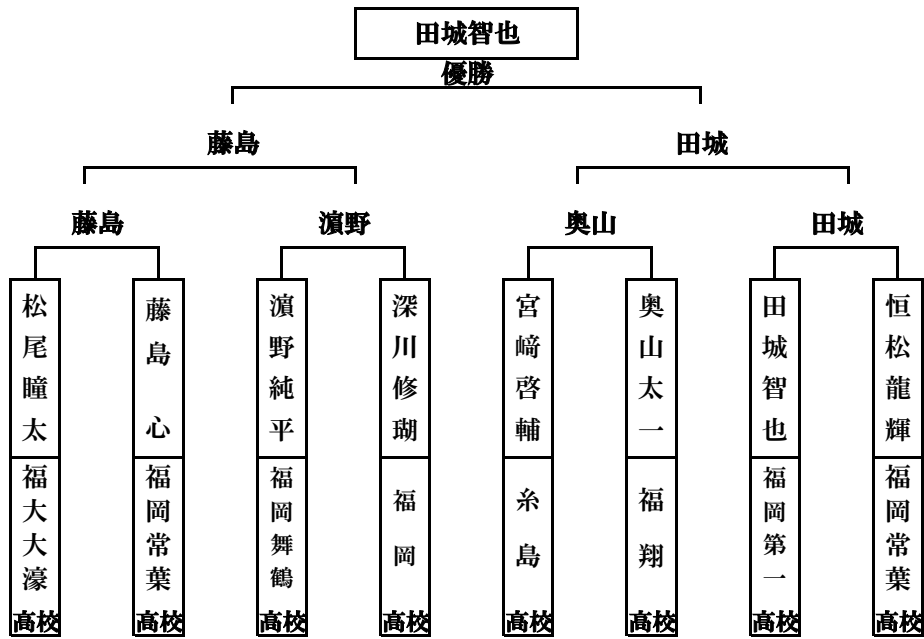 田城智也
優勝
藤島
田城
藤島
濵野
奥山
田城
松尾瞳太
藤島 心
濵野純平
深川修瑚
宮﨑啓輔
奥山太一
田城智也
恒松龍輝
福大大濠
福岡常葉
福岡舞鶴
福岡
糸島
福翔
福岡第一
福岡常葉
高校
高校
高校
高校
高校
高校
高校
高校